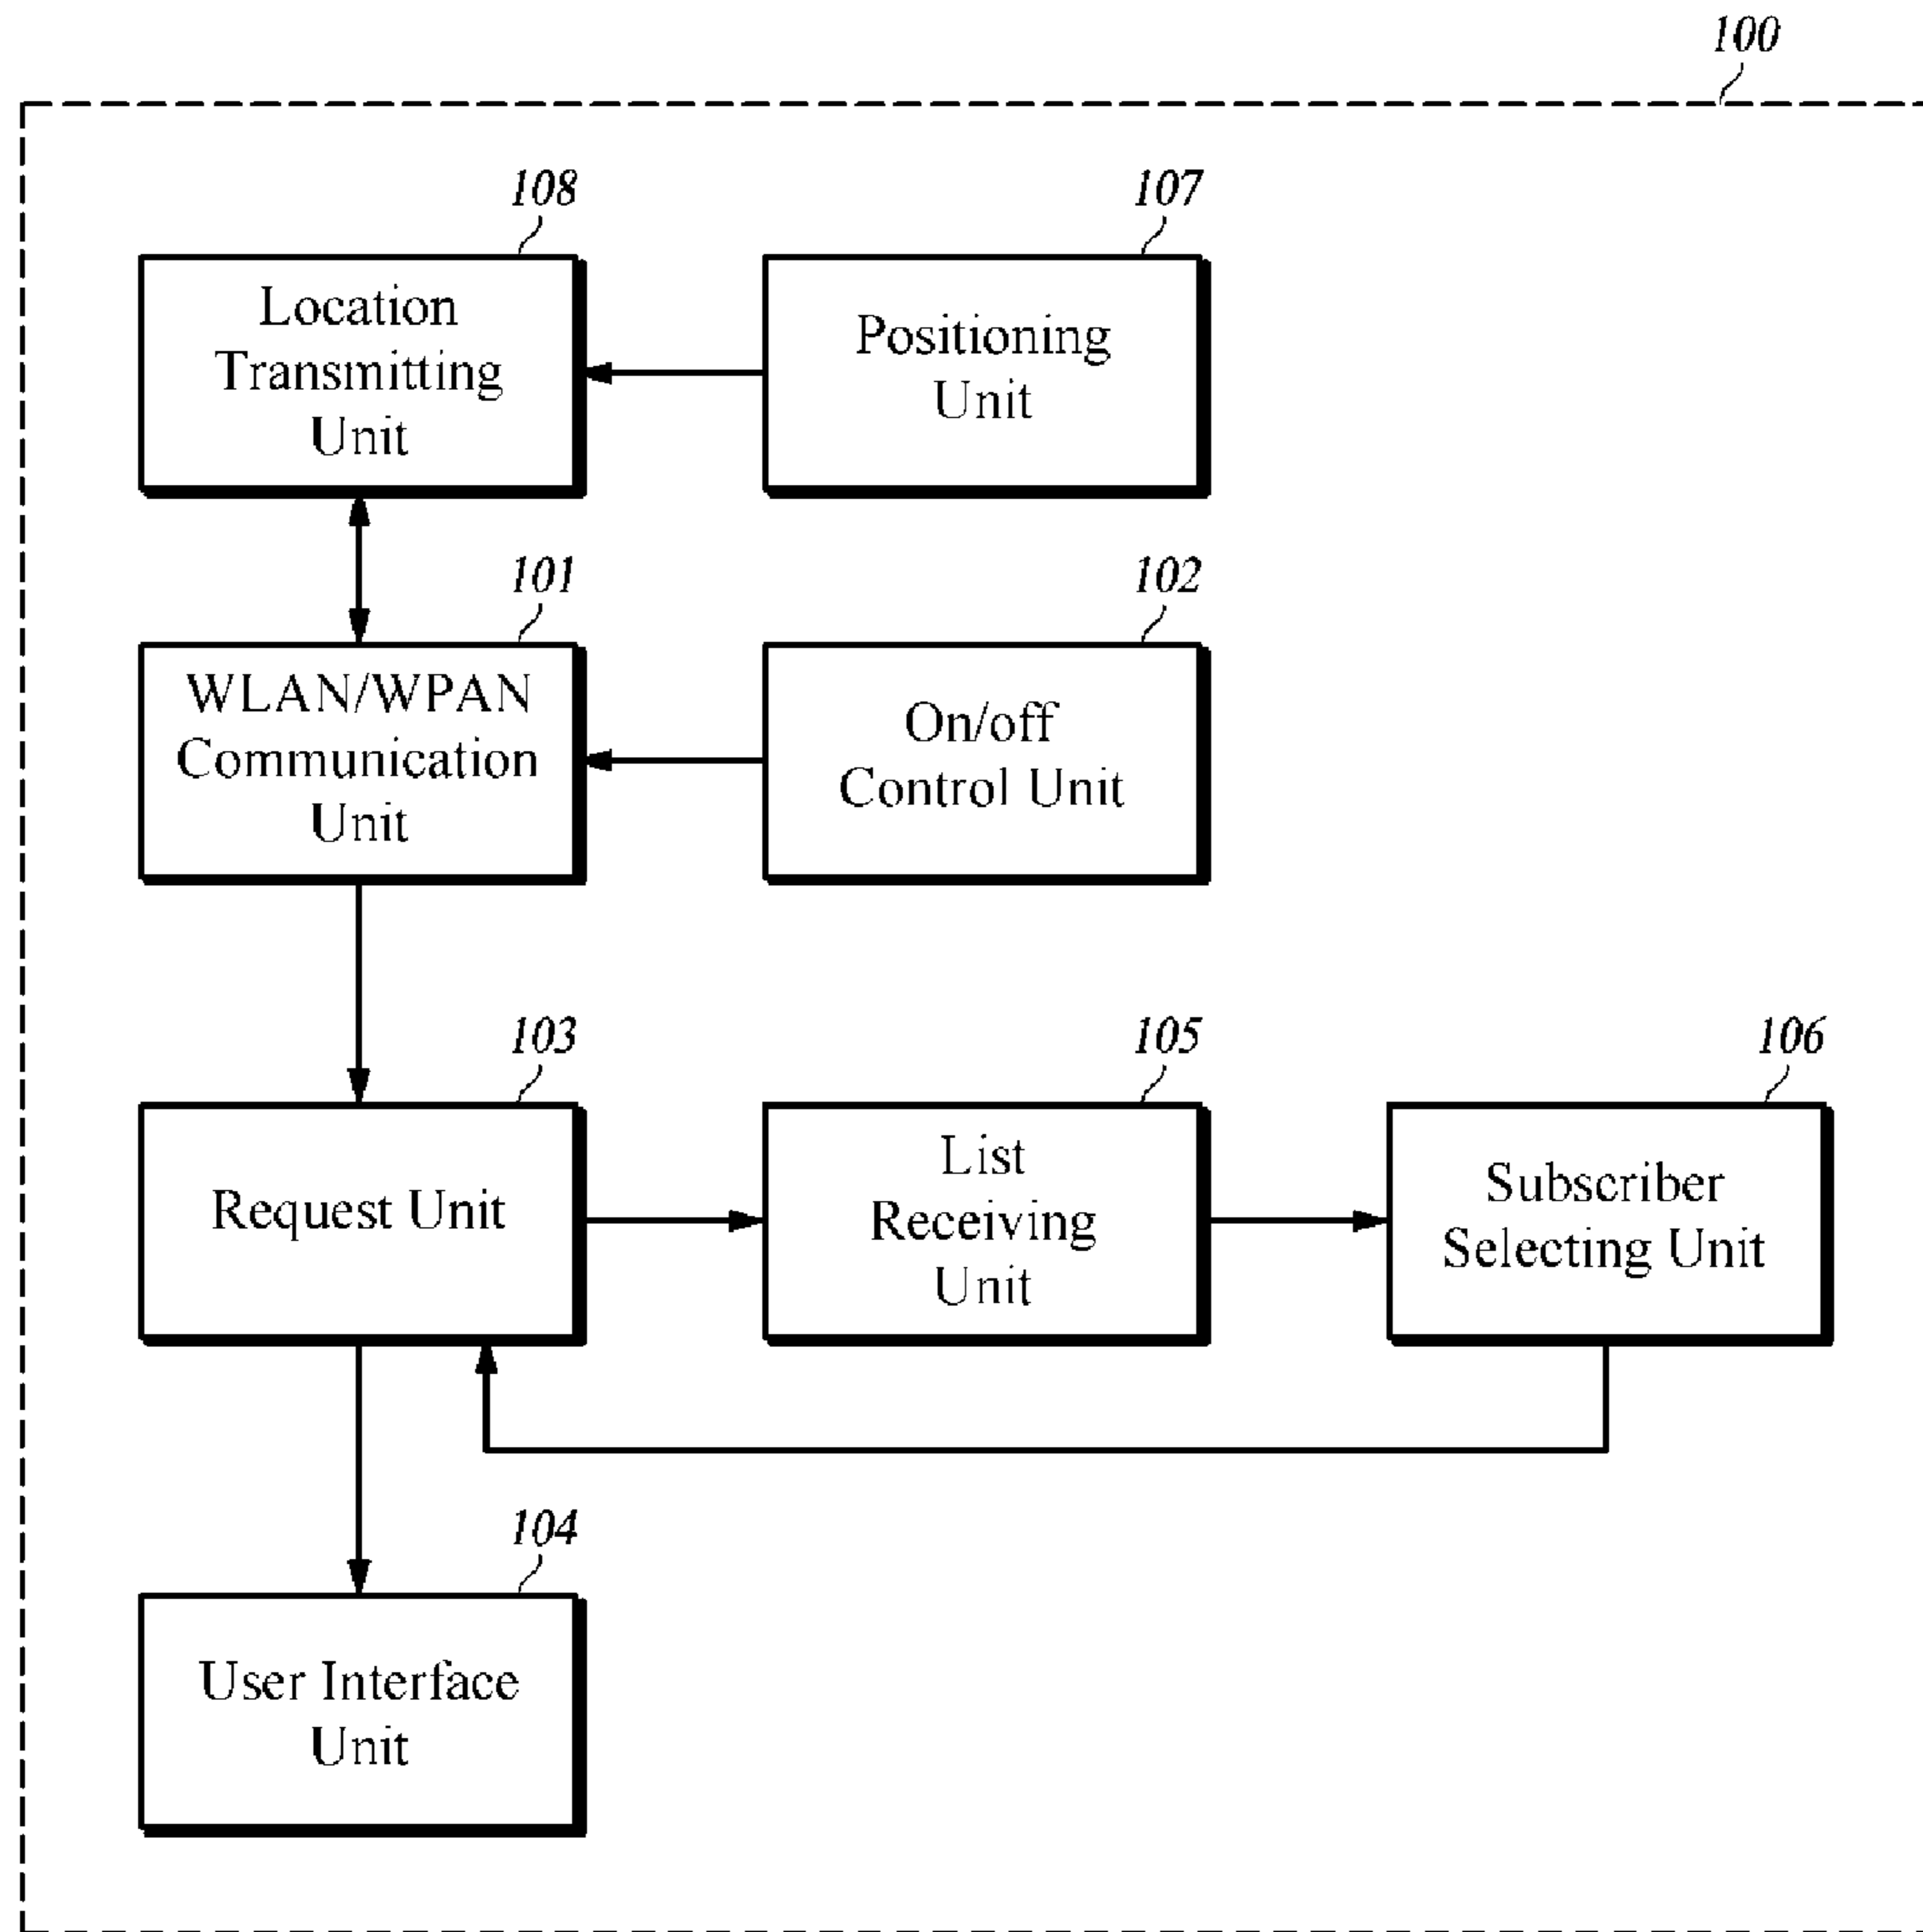 100
108
107
Location
Transmitting
Unit
Positioning
Unit
101
102
WLAN/WPAN
Communication
Unit
On/off
Control Unit
103
105
106
Request Unit
List
Receiving
Unit
Subscriber
Selecting Unit
104
User Interface
Unit